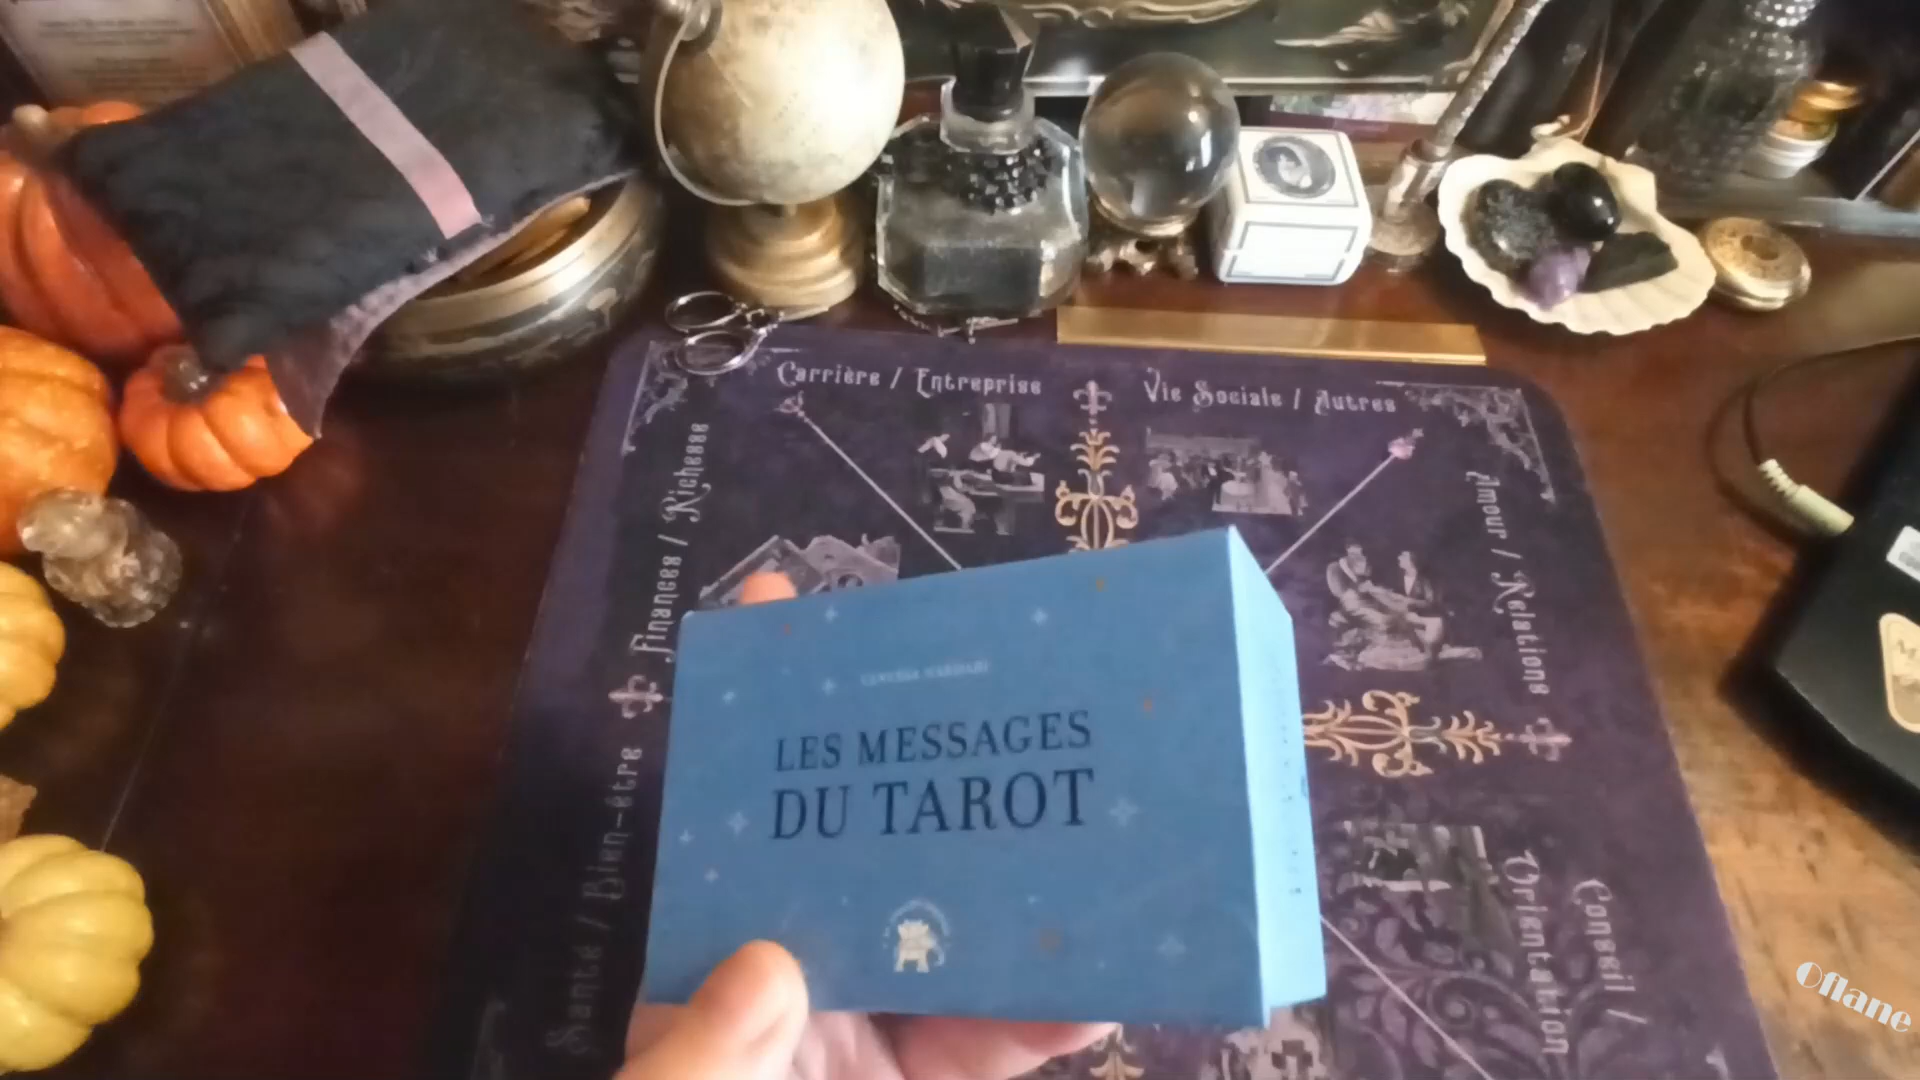 Carrière / Entreprise
Vie Sociale / Autres
Finances / Richesse
Amour / Relations
LES MESSAGES
DU TAROT
Santé / Bien-être
Conseil /
Orientation
Oflane